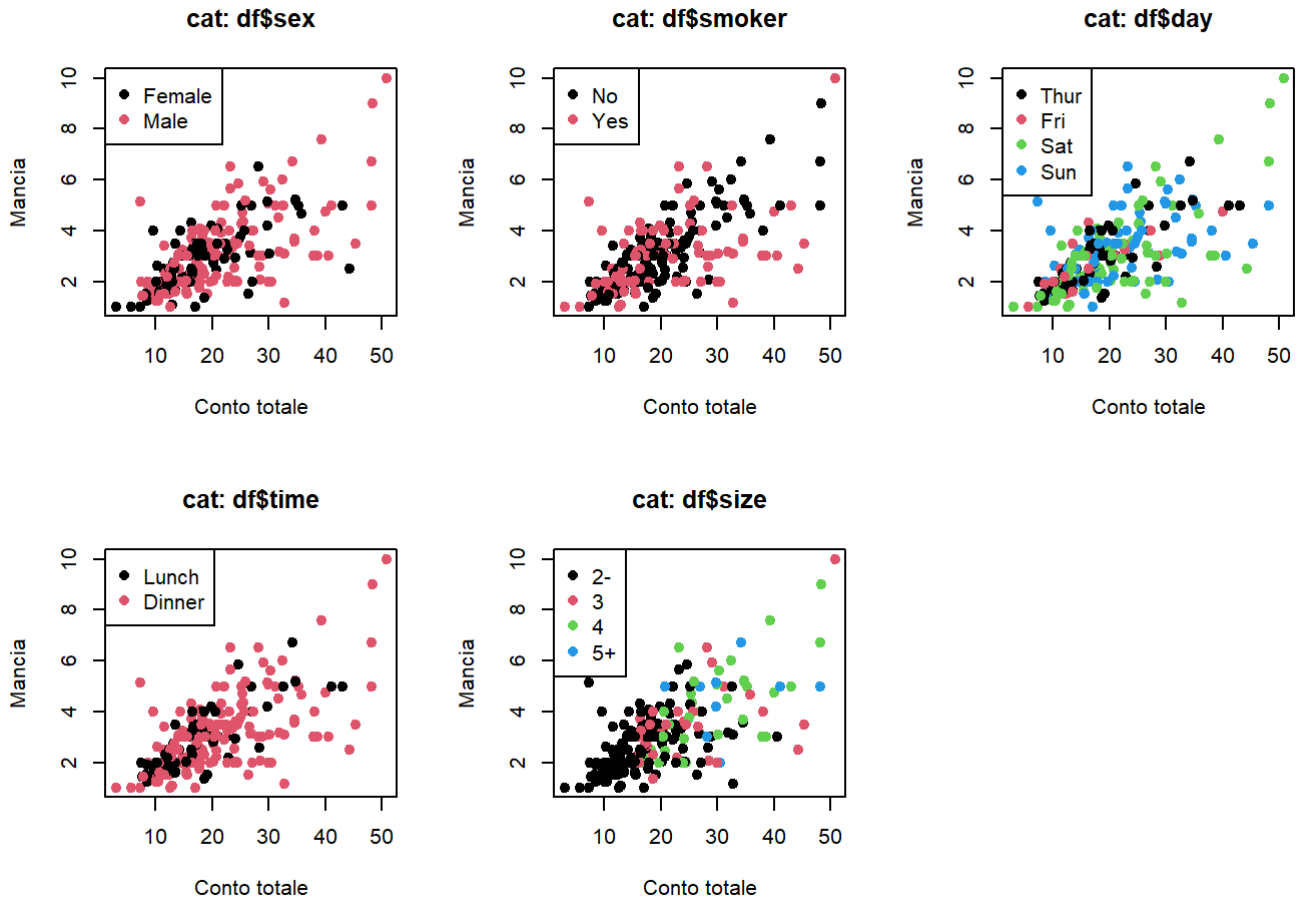 cat: df$sex
Female
Male
Mancia
10
8
6
4
2
10 20 30 40 50
Conto totale
cat: df$smoker
No
Yes
Mancia
10
8
6
4
2
10 20 30 40 50
Conto totale
cat: df$day
Thur
Fri
Sat
Sun
Mancia
10
8
6
4
2
10 20 30 40 50
Conto totale
cat: df$time
Lunch
Dinner
Mancia
10
8
6
4
2
10 20 30 40 50
Conto totale
cat: df$size
2-
3
4
5+
Mancia
10
8
6
4
2
10 20 30 40 50
Conto totale